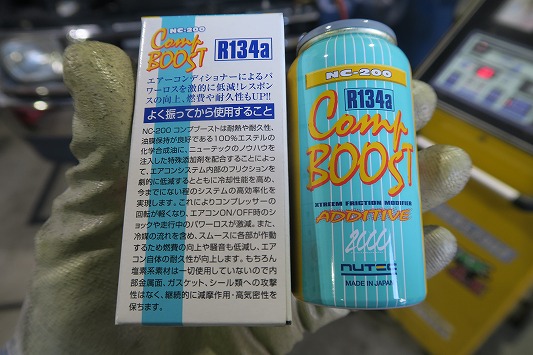 NC-200
Comp
BOOST
R134a
エアーコンディショナーによるパ
ワーロスを激的に低減!レスポン
スの向上、燃費や耐久性もUP!!
よく振ってから使用すること
NC-200 コンプブーストは耐熱や耐久性、
油膜保持が良好である100%エステルの
化学合成油に、ニューテックのノウハウを
注入した特殊添加剤を配合することによっ
て、エアコンシステム内部のフリクションを
劇的に低減するとともに冷却性能を高め、
今までにない程のシステムの高効率化を
実現します。これによりコンプレッサーの
回転が軽くなり、エアコンON/OFF時のショ
ックや走行中のパワーロスが激減。また、
冷媒の流れを含め、スムースに各部が作動
するため燃費の向上や騒音も低減し、エア
コン自体の耐久性が向上します。もちろん
塩素系素材は一切使用していないので内
部金属面、ガスケット、シール類への攻撃
性はなく、継続的に減摩作用・高気密性を
保ちます。
NC-200
R134a
Comp
BOOST
XTREEM FRICTION MODIFIER
ADDITIVE
2000
NUTEC
MADE IN JAPAN